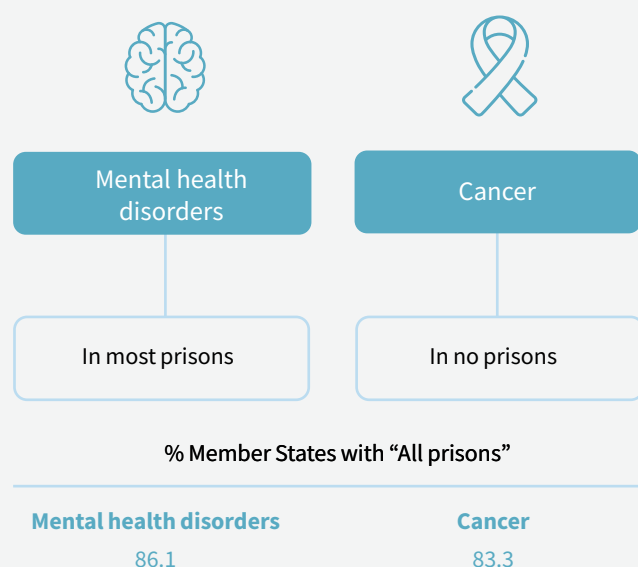 Mental health
disorders
Cancer
In most prisons
In no prisons
% Member States with “All prisons”
Mental health disorders
Cancer
86.1
83.3